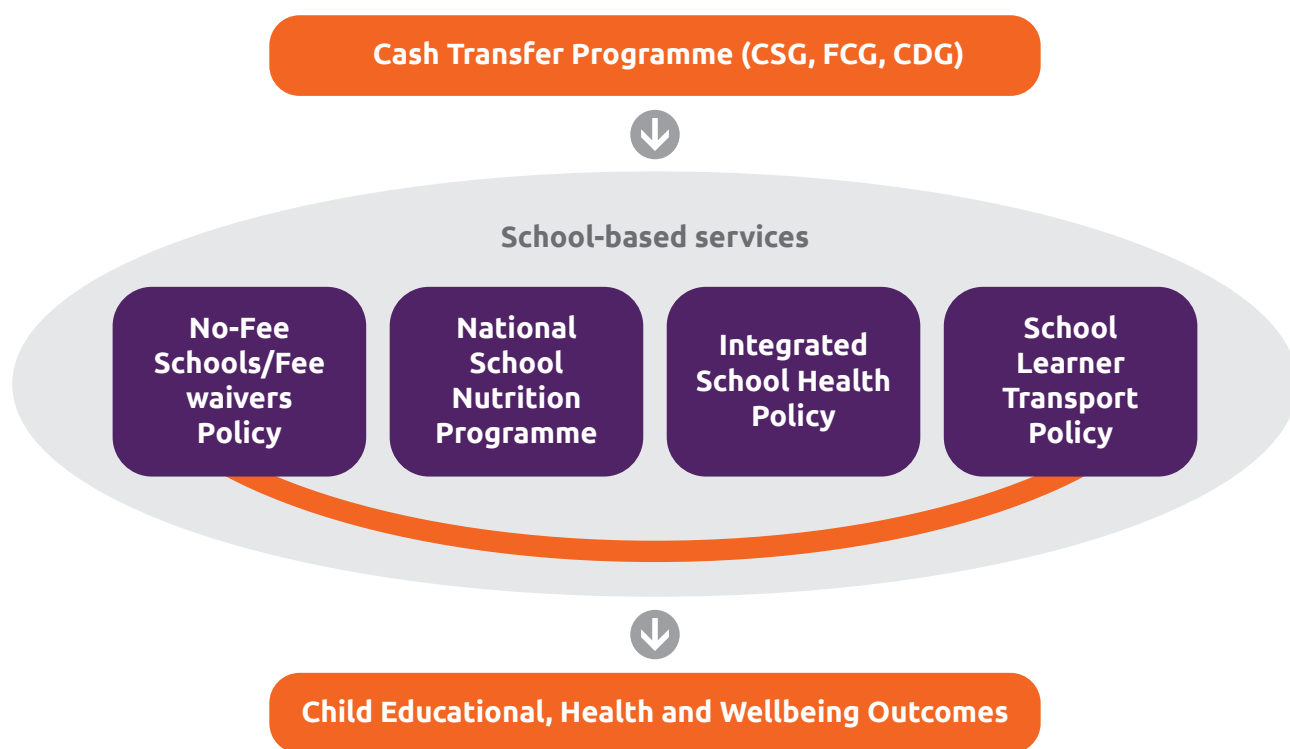 Cash Transfer Programme (CSG, FCG, CDG)
School-based services
No-Fee
Schools/Fee
waivers
Policy
National
School
Nutrition
Programme
Integrated
School Health
Policy
School
Learner
Transport
Policy
Child Educational, Health and Wellbeing Outcomes